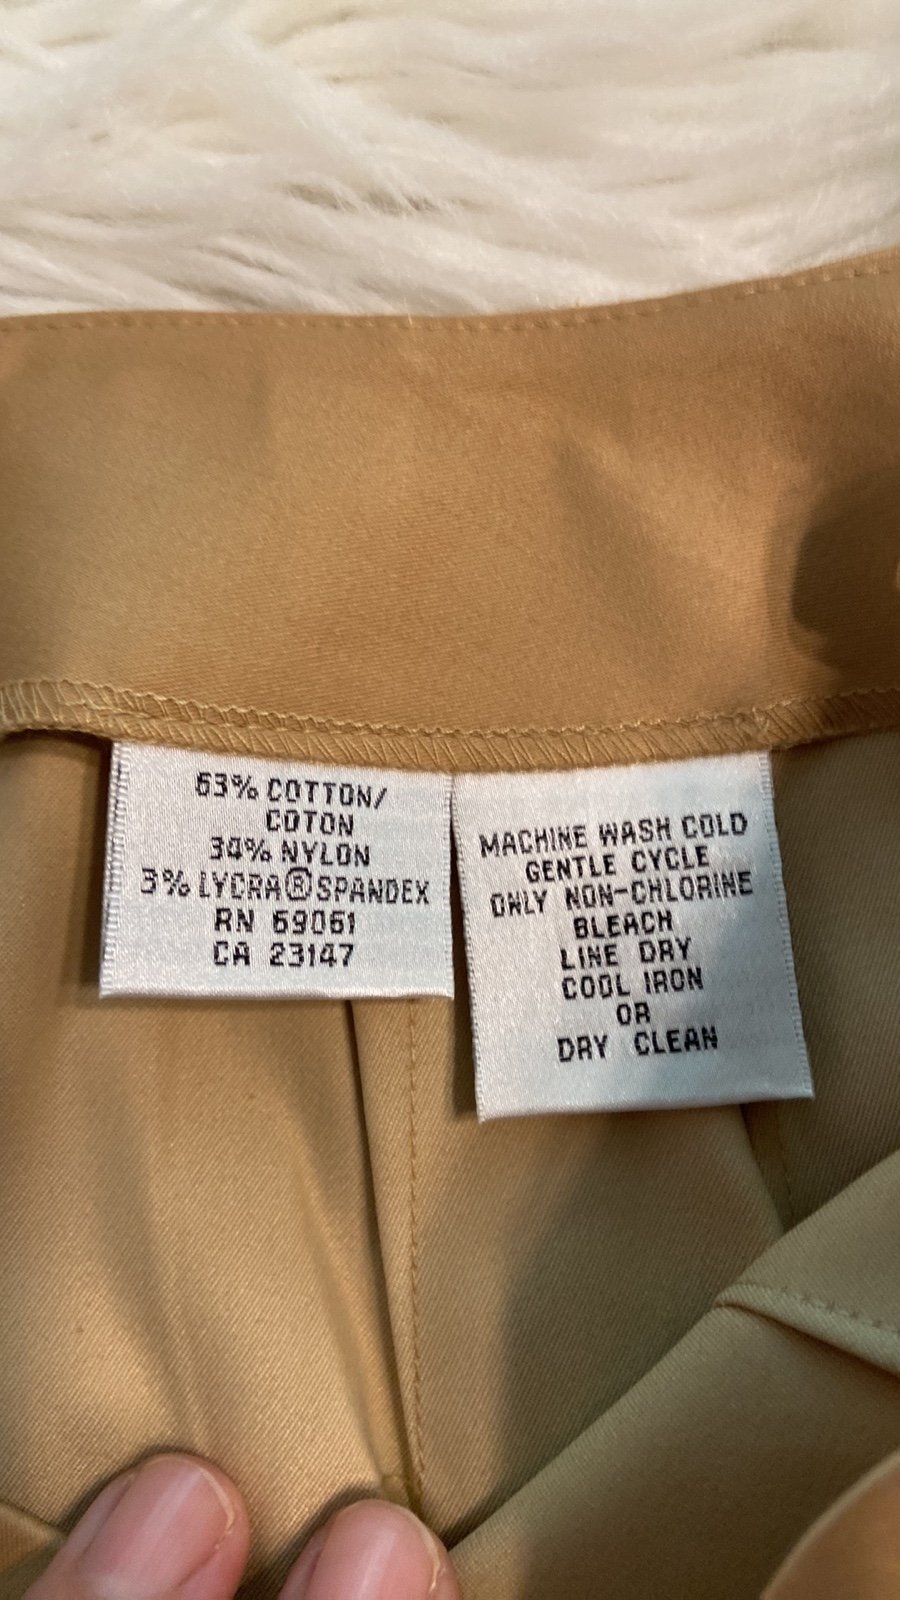 63% COTTON/
COTON
34% NYLON
3% LYCRA® SPANDEX
RN 69061
CA 23147
MACHINE WASH COLD
GENTLE CYCLE
ONLY NON-CHLORINE
BLEACH
LINE DRY
COOL IRON
OR
DRY CLEAN